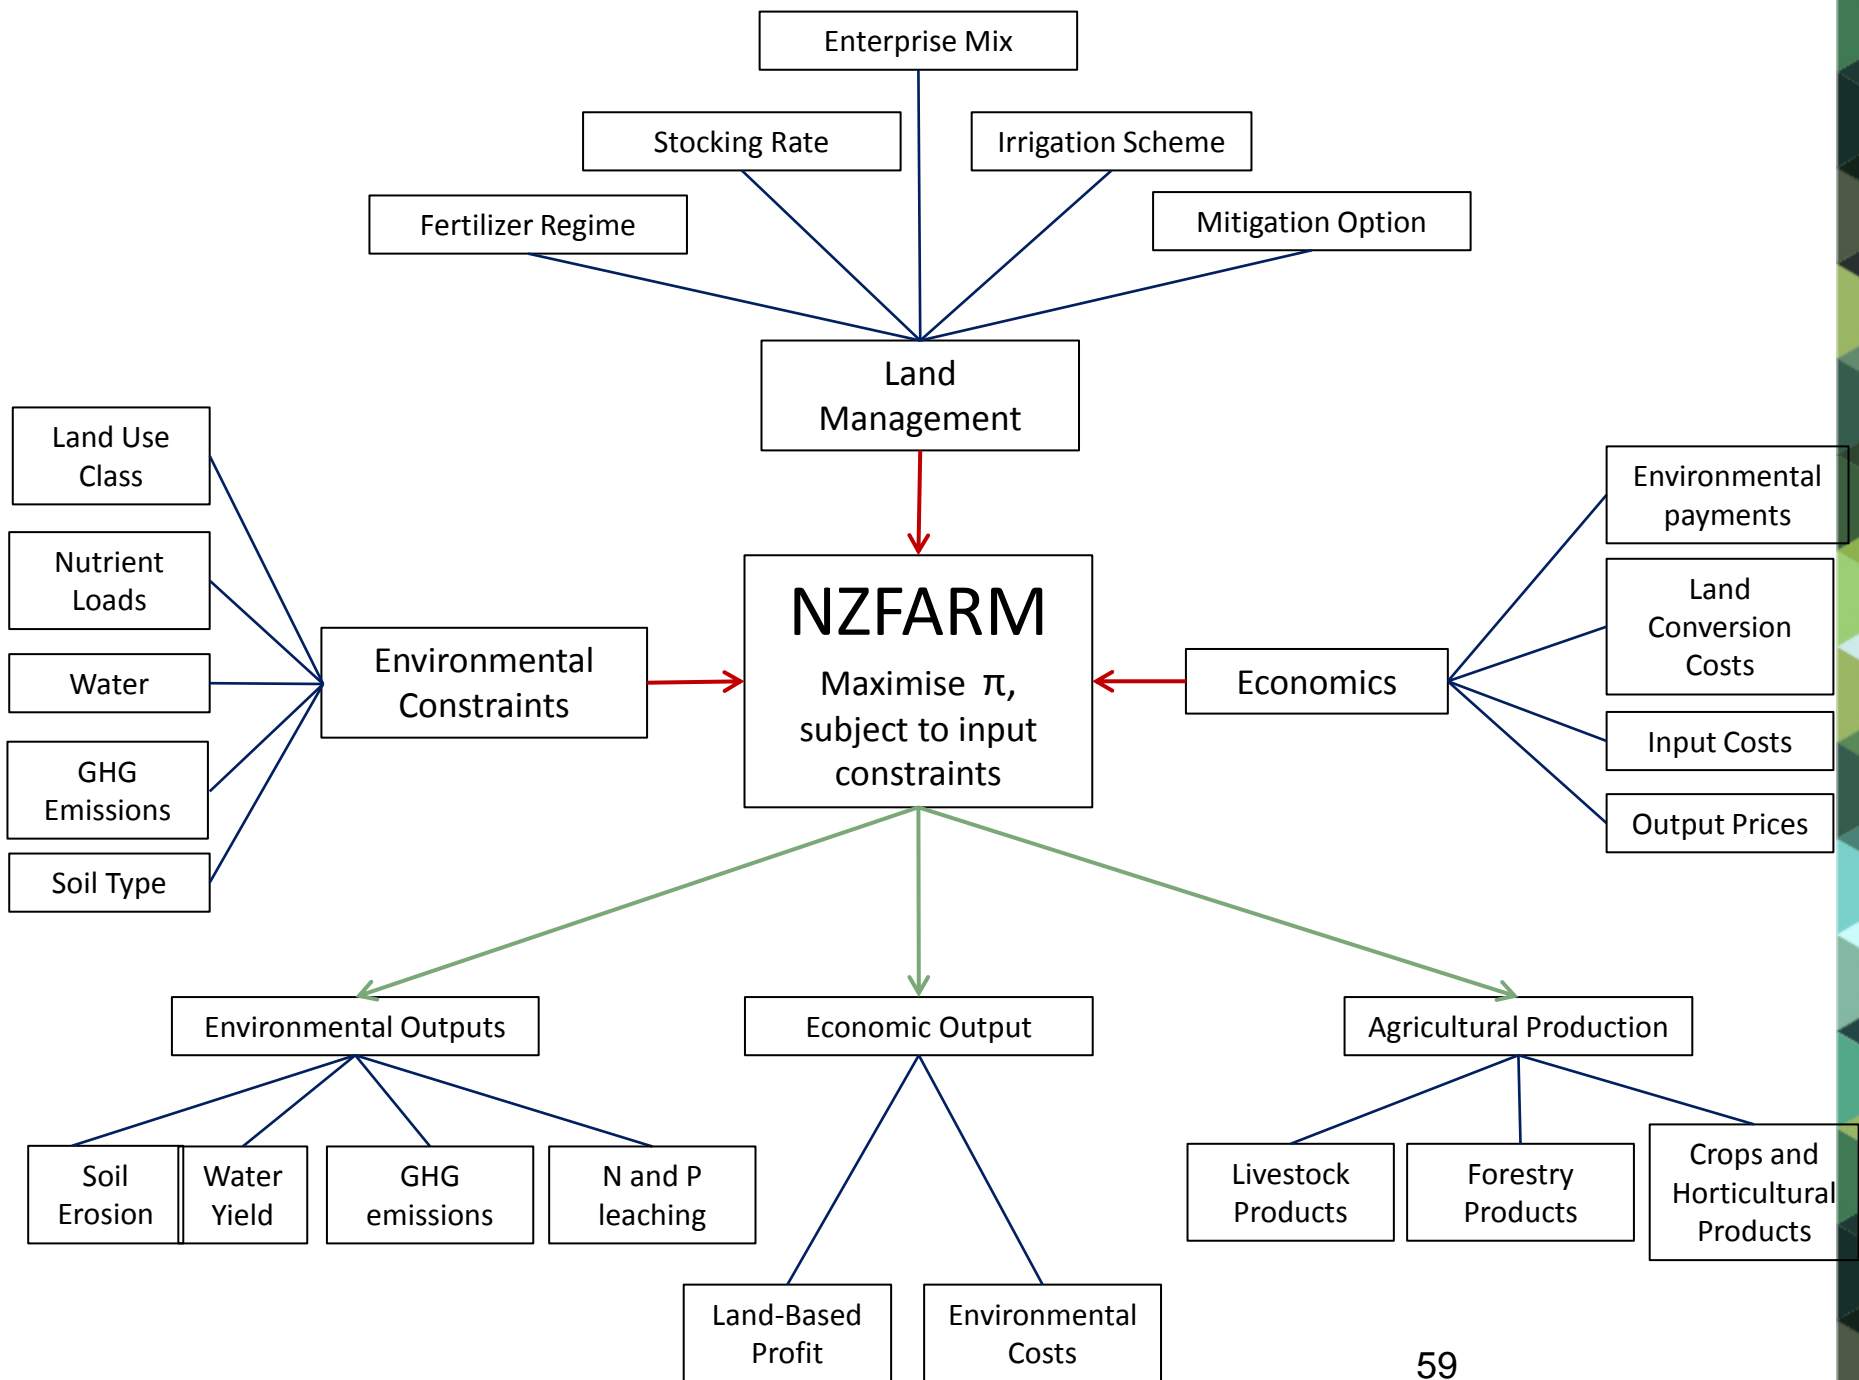 Enterprise Mix
Stocking Rate
Irrigation Scheme
Fertilizer Regime
Mitigation Option
Land
Management
Land Use
Class
Nutrient
Loads
Water
GHG
Emissions
Soil Type
Environmental
Constraints
NZFARM
Maximise π,
subject to input
constraints
Economics
Environmental
payments
Land
Conversion
Costs
Input Costs
Output Prices
Environmental Outputs
Economic Output
Agricultural Production
Soil
Erosion
Water
Yield
GHG
emissions
N and P
leaching
Livestock
Products
Forestry
Products
Crops and
Horticultural
Products
Land-Based
Profit
Environmental
Costs
59